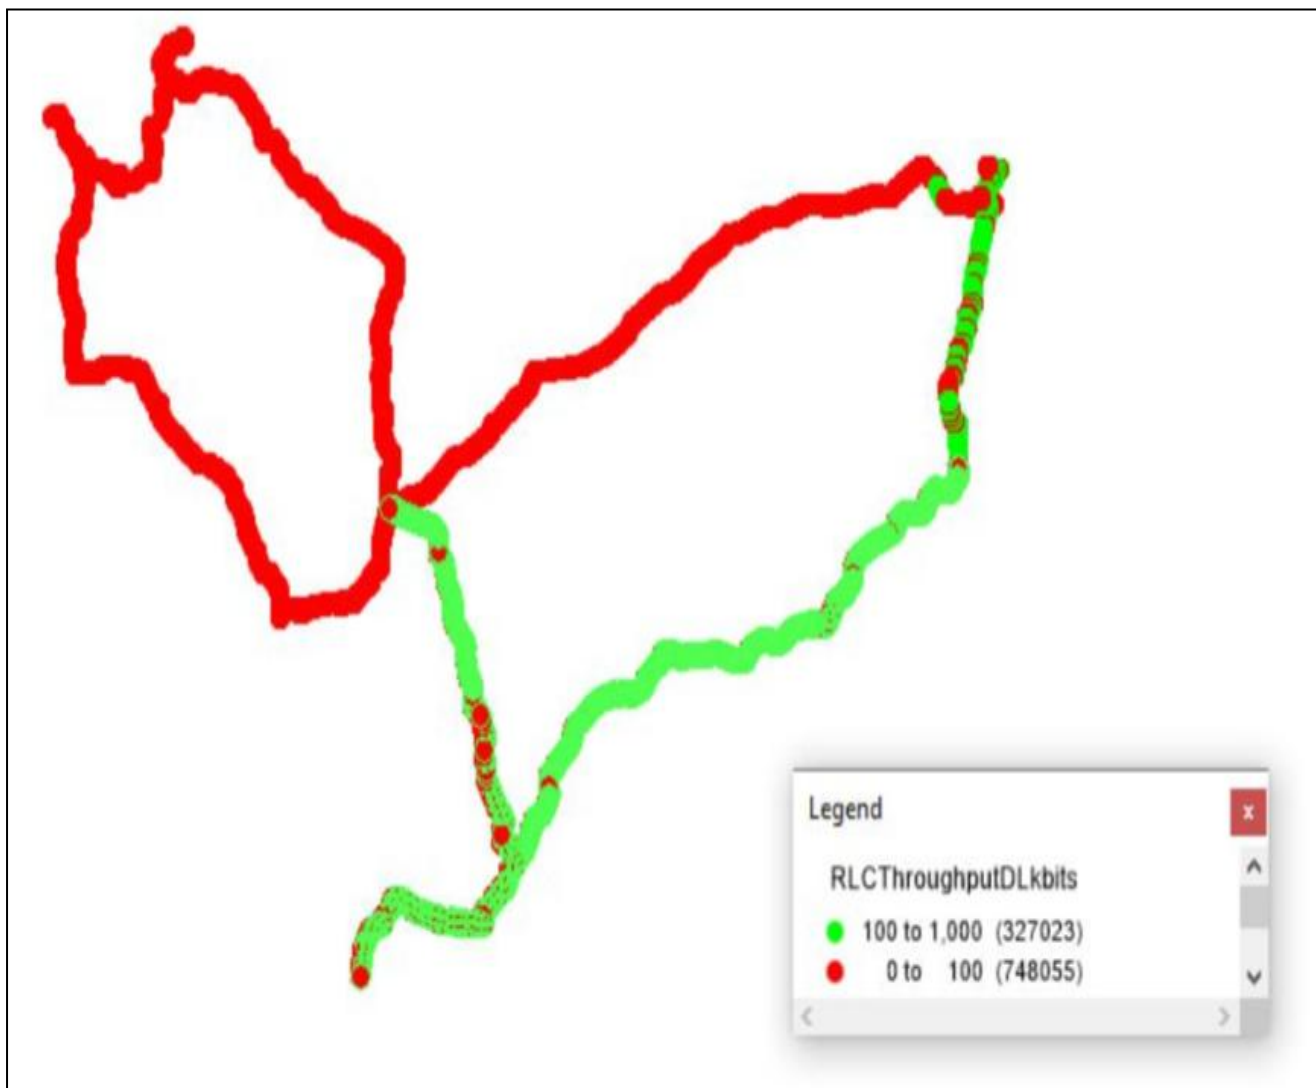 Legend
x
RLCThroughputDLkbits
100 to 1,000 (327023)
0 to 100 (748055)